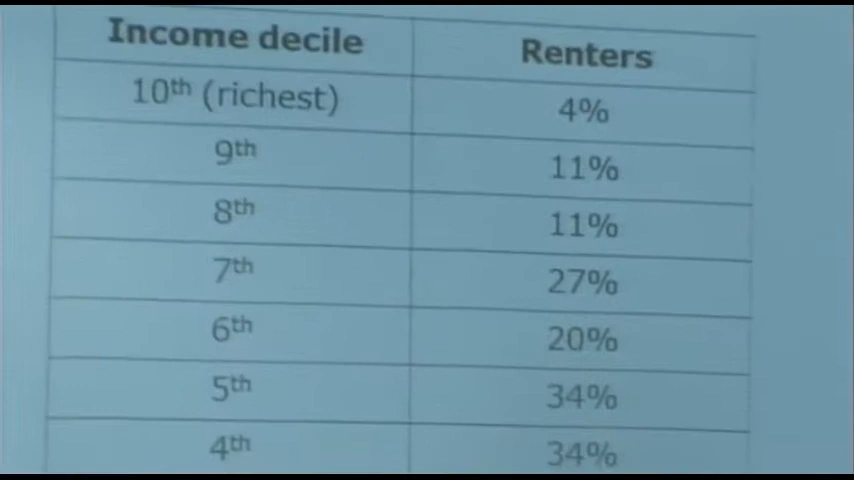 Income decile Renters
10th (richest) 4%
9th 11%
8th 11%
7th 27%
6th 20%
5th 34%
4th 34%